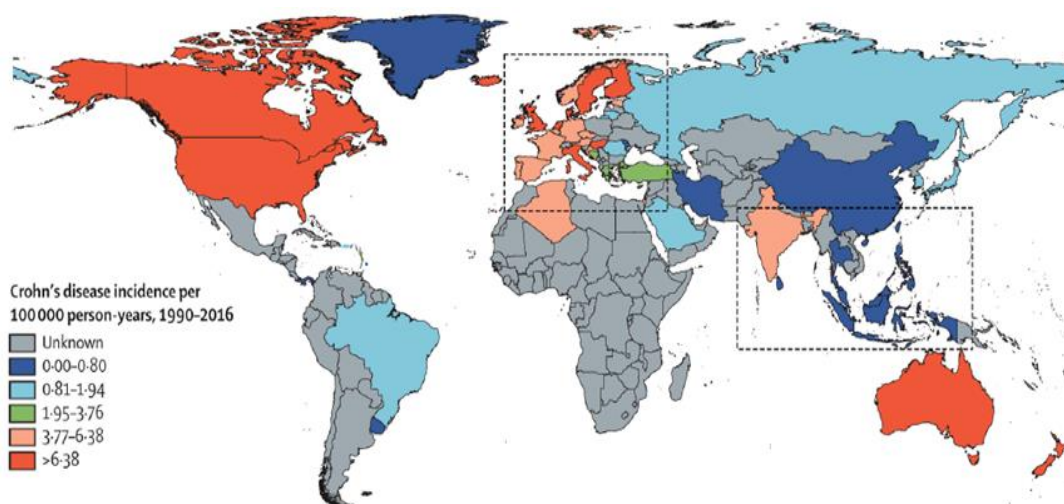 Crohn's disease incidence per
100 000 person-years, 1990–2016
Unknown
0·00–0·80
0·81–1·94
1·95–3·76
3·77–6·38
>6·38